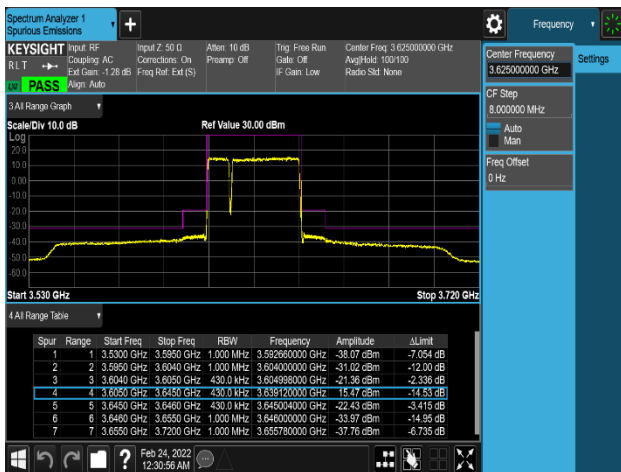 Spectrum Analyzer 1
Spurious Emissions
+
Frequency
KEYSIGHT
RLT
LXI
PASS
Input: RF
Coupling: AC
Ext Gain: -1.28 dB
Align: Auto
Input Z: 50 Ω
Corrections: On
Freq Ref: Ext (S)
Atten: 10 dB
Preamp: Off
Trig: Free Run
Gate: Off
IF Gain: Low
Center Freq: 3.625000000 GHz
Avg|Hold: 100/100
Radio Std: None
Center Frequency
3.625000000 GHz
Settings
CF Step
8.000000 MHz
Auto
Man
Freq Offset
0 Hz
3 All Range Graph
Scale/Div 10.0 dB
Ref Value 30.00 dBm
Log
20.0
10.0
0.00
-10.0
-20.0
-30.0
-40.0
-50.0
-60.0
Start 3.530 GHz
Stop 3.720 GHz
4 All Range Table
Spur Range Start Freq Stop Freq RBW Frequency Amplitude ΔLimit
1 1 3.5300 GHz 3.5950 GHz 1.000 MHz 3.592660000 GHz -38.07 dBm -7.054 dB
2 2 3.5950 GHz 3.6040 GHz 1.000 MHz 3.604000000 GHz -31.02 dBm -12.00 dB
3 3 3.6040 GHz 3.6050 GHz 430.0 kHz 3.604998000 GHz -21.36 dBm -2.336 dB
4 4 3.6050 GHz 3.6450 GHz 430.0 kHz 3.639120000 GHz 15.47 dBm -14.53 dB
5 5 3.6450 GHz 3.6460 GHz 430.0 kHz 3.645004000 GHz -22.43 dBm -3.415 dB
6 6 3.6460 GHz 3.6550 GHz 1.000 MHz 3.646000000 GHz -33.97 dBm -14.95 dB
7 7 3.6550 GHz 3.7200 GHz 1.000 MHz 3.655780000 GHz -37.76 dBm -6.735 dB
?
Feb 24, 2022
12:30:56 AM